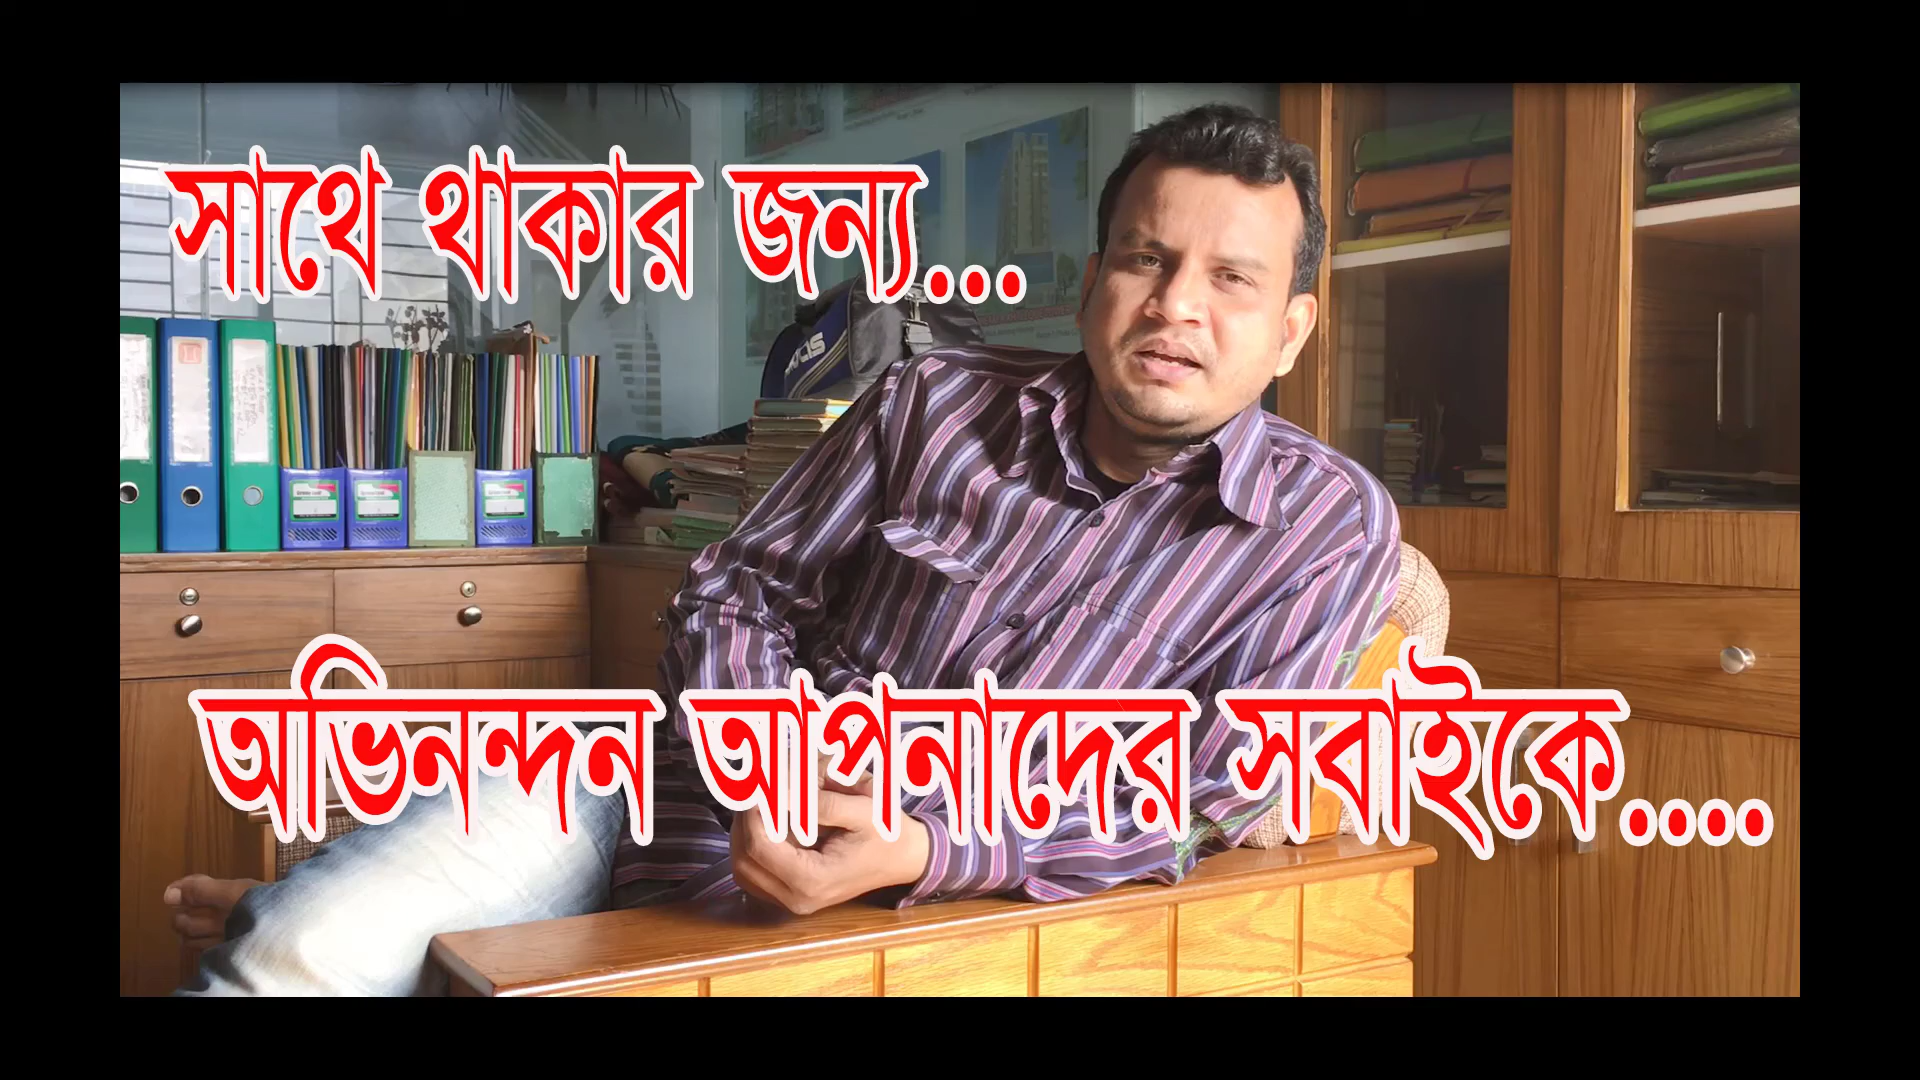 সাথে থাকার জন্য...
অভিনন্দন আপনাদের সবাইকে....